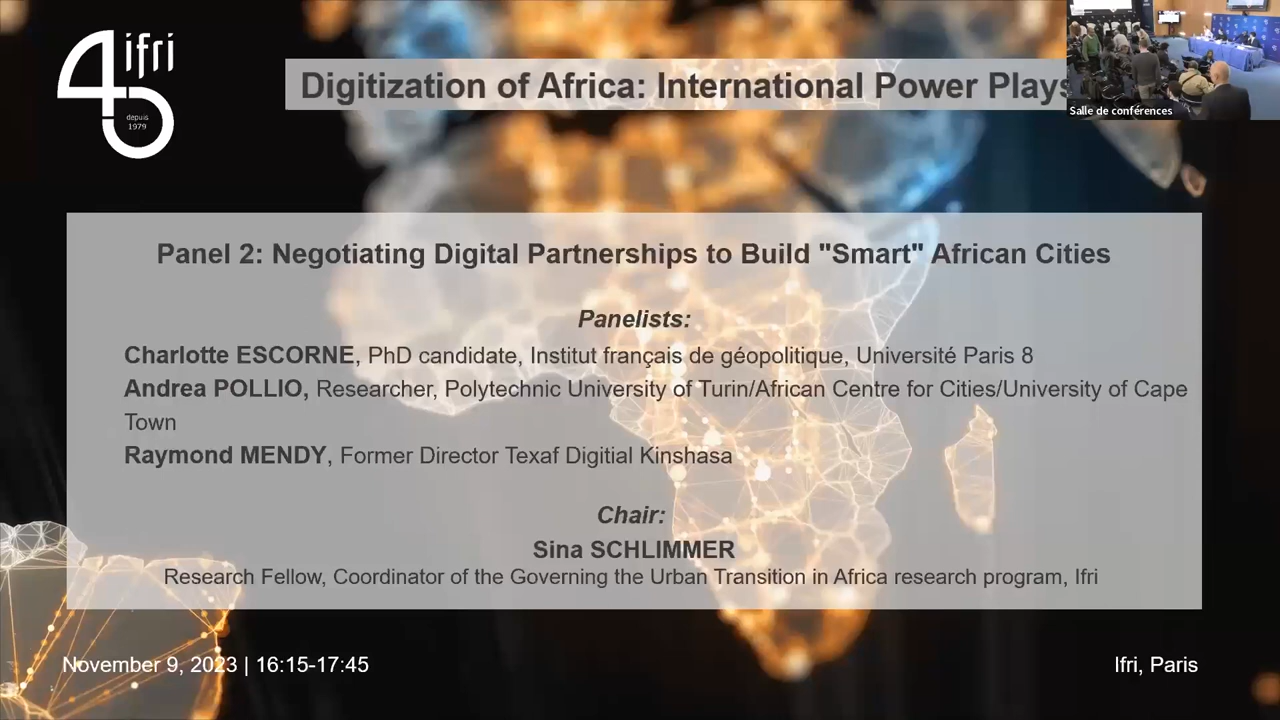 ifri
depuis
1979
Digitization of Africa: International Power Plays
Salle de conférences
Panel 2: Negotiating Digital Partnerships to Build "Smart" African Cities
Panelists:
Charlotte ESCORNE, PhD candidate, Institut français de géopolitique, Université Paris 8
Andrea POLLIO, Researcher, Polytechnic University of Turin/African Centre for Cities/University of Cape
Town
Raymond MENDY, Former Director Texaf Digitial Kinshasa
Chair:
Sina SCHLIMMER
Research Fellow, Coordinator of the Governing the Urban Transition in Africa research program, Ifri
November 9, 2023 | 16:15-17:45
Ifri, Paris